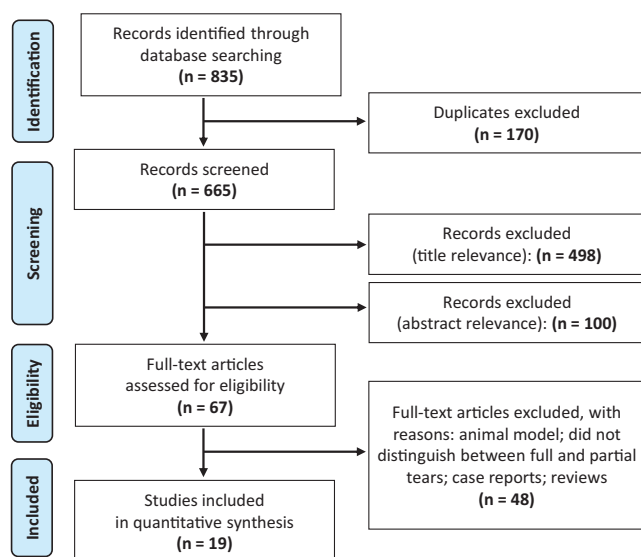 Identification
Records identified through
database searching
(n = 835)
Duplicates excluded
(n = 170)
Screening
Records screened
(n = 665)
Records excluded
(title relevance): (n = 498)
Records excluded
(abstract relevance): (n = 100)
Eligibility
Full-text articles
assessed for eligibility
(n = 67)
Full-text articles excluded, with
reasons: animal model; did not
distinguish between full and partial
tears; case reports; reviews
(n = 48)
Included
Studies included
in quantitative synthesis
(n = 19)